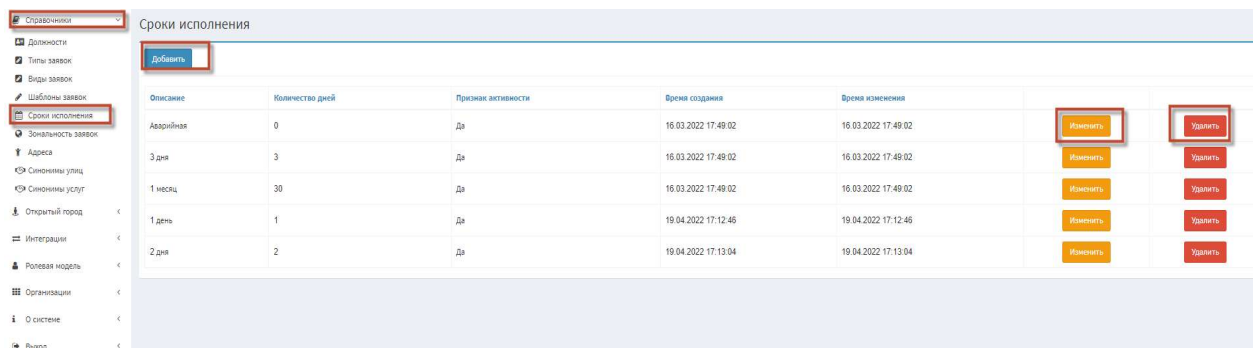 Справочники
Должности
Типы заявок
Виды заявок
Шаблоны заявок
Сроки исполнения
Зональность заявок
Адреса
Синонимы улиц
Синонимы услуг
Открытый город
Интеграции
Ролевая модель
Организации
О системе
Выход
Сроки исполнения
Добавить
Описание Количество дней Признак активности Время создания Время изменения
Аварийная 0 Да 16.03.2022 17:49:02 16.03.2022 17:49:02 Изменить Удалить
3 дня 3 Да 16.03.2022 17:49:02 16.03.2022 17:49:02 Изменить Удалить
1 месяц 30 Да 16.03.2022 17:49:02 16.03.2022 17:49:02 Изменить Удалить
1 день 1 Да 19.04.2022 17:12:46 19.04.2022 17:12:46 Изменить Удалить
2 дня 2 Да 19.04.2022 17:13:04 19.04.2022 17:13:04 Изменить Удалить